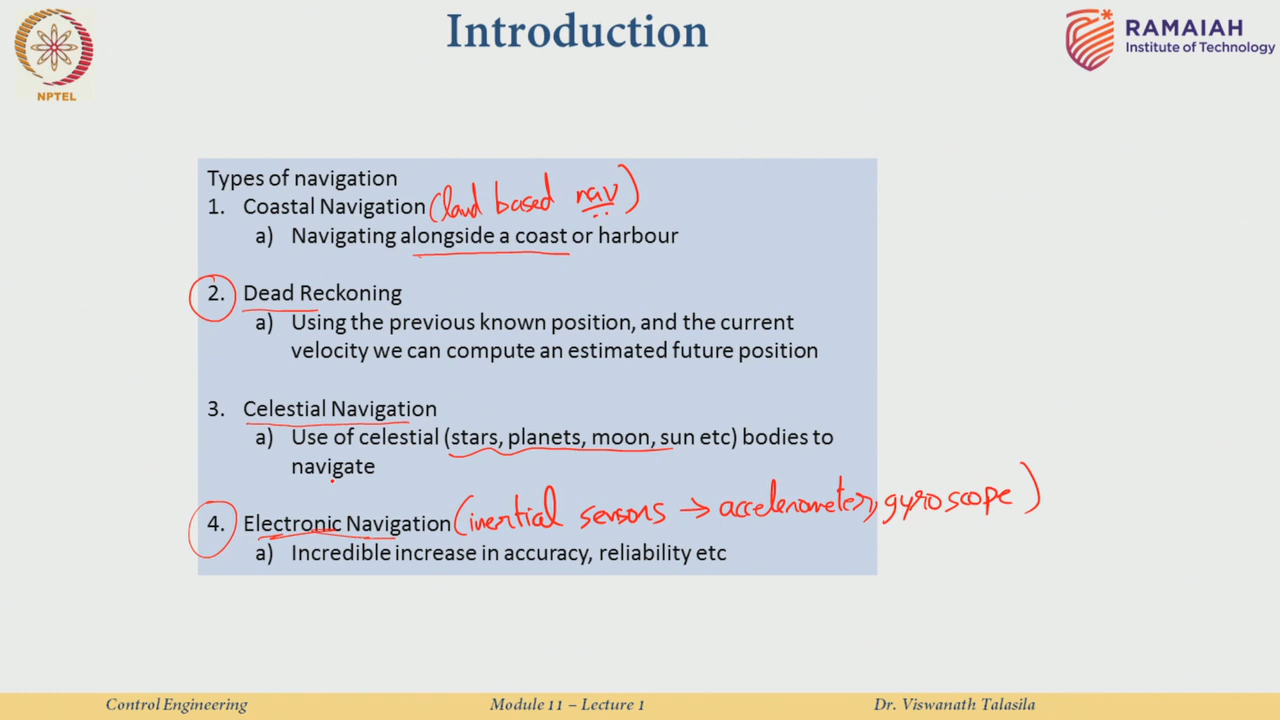 Introduction
NPTEL
RAMAIAH
Institute of Technology
Types of navigation
1. Coastal Navigation (land based nav)
a) Navigating alongside a coast or harbour
2. Dead Reckoning
a) Using the previous known position, and the current
velocity we can compute an estimated future position
3. Celestial Navigation
a) Use of celestial (stars, planets, moon, sun etc) bodies to
navigate
4. Electronic Navigation (inertial sensors → accelerometers, gyroscope)
a) Incredible increase in accuracy, reliability etc
Control Engineering Module 11 – Lecture 1 Dr. Viswanath Talasila